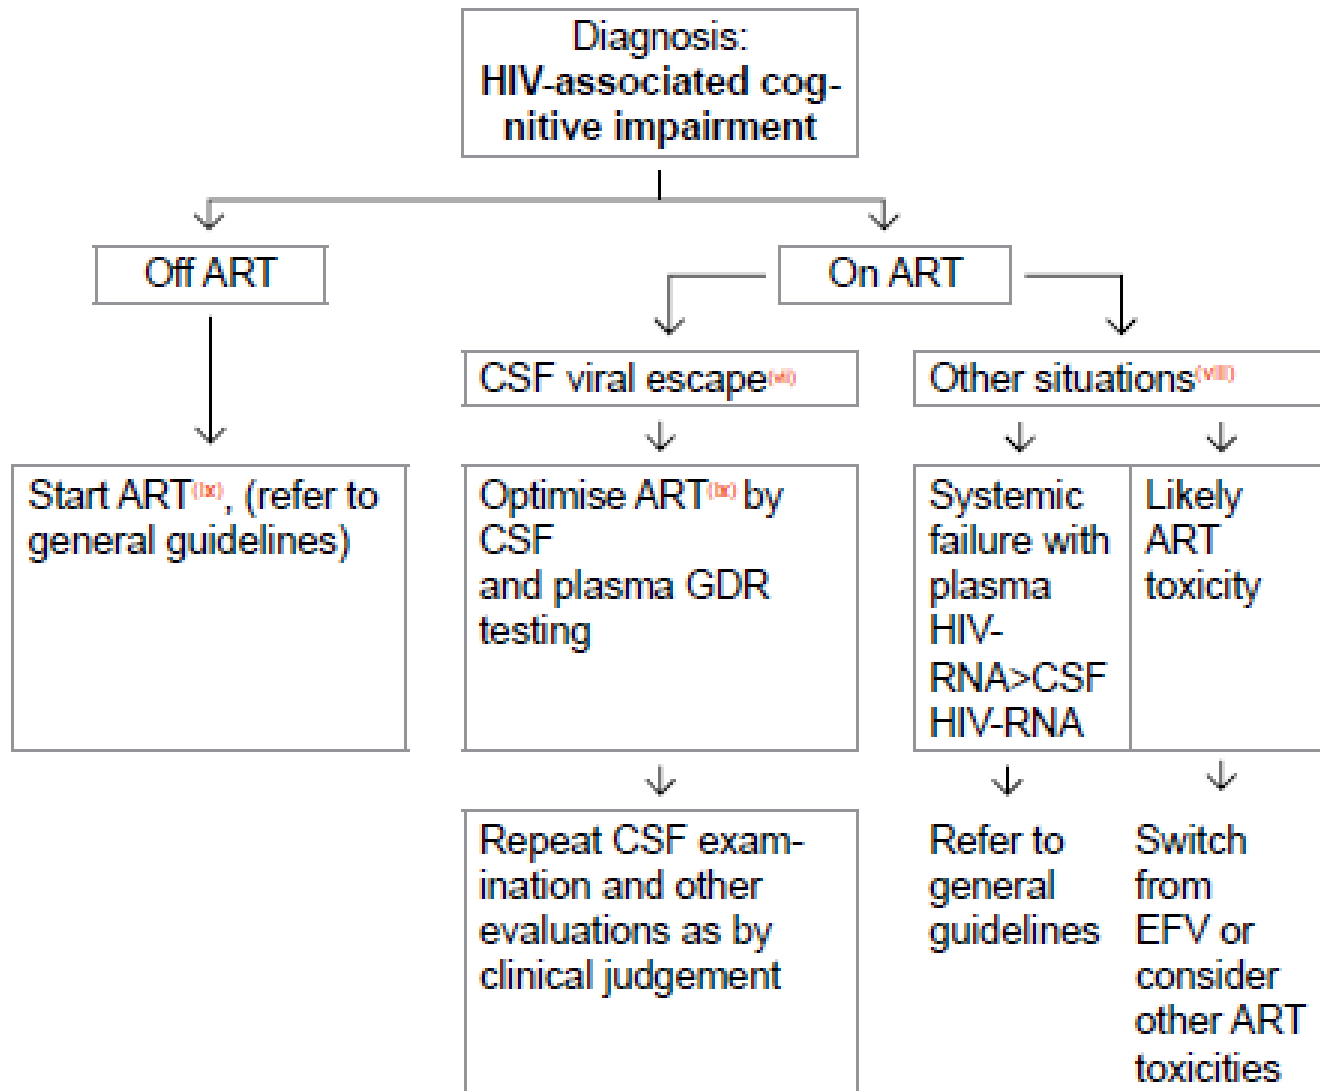 Diagnosis:
HIV-associated cog-
nitive impairment
Off ART
On ART
CSF viral escape(vii)
Other situations(viii)
Start ART(ix), (refer to
general guidelines)
Optimise ART(ix) by
CSF
and plasma GDR
testing
Systemic
failure with
plasma
HIV-
RNA>CSF
HIV-RNA
Likely
ART
toxicity
Repeat CSF exam-
ination and other
evaluations as by
clinical judgement
Refer to
general
guidelines
Switch
from
EFV or
consider
other ART
toxicities